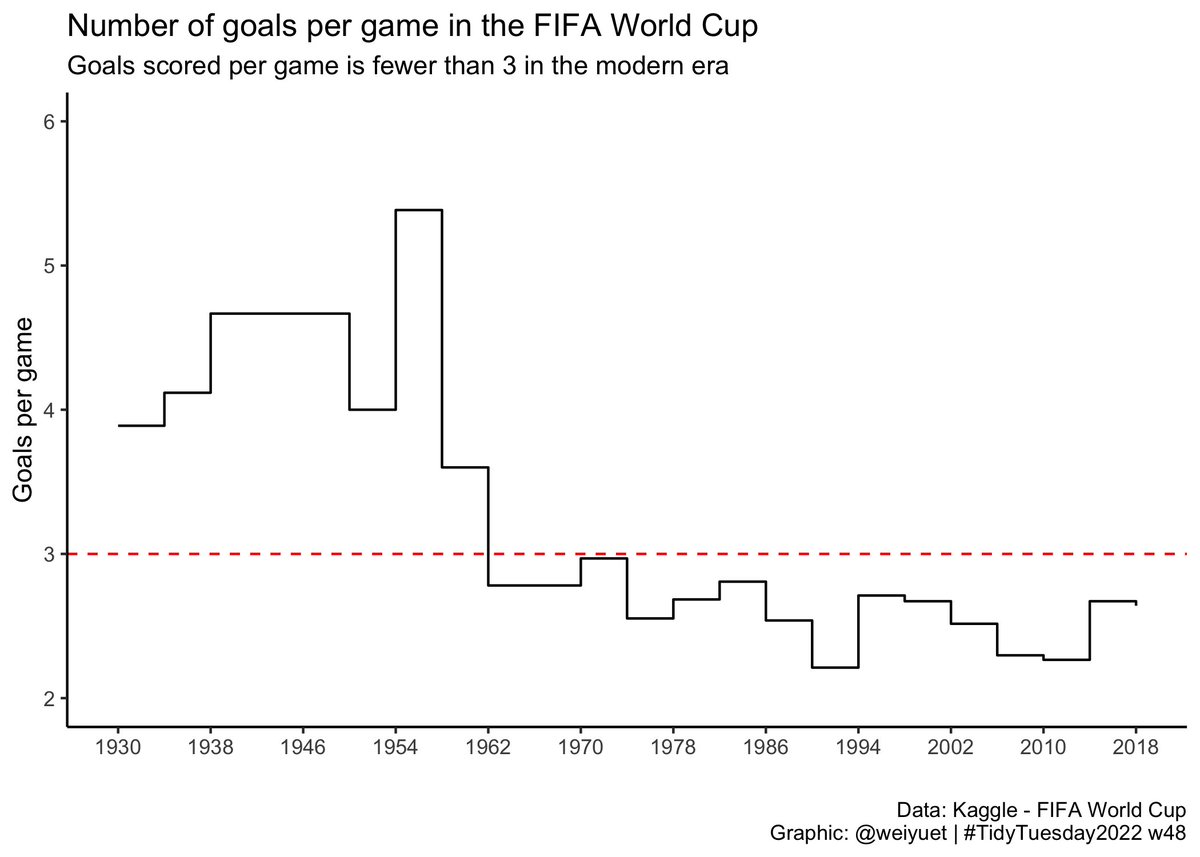 Number of goals per game in the FIFA World Cup
Goals scored per game is fewer than 3 in the modern era
Goals per game
6
5
4
3
2
1930 1938 1946 1954 1962 1970 1978 1986 1994 2002 2010 2018
Data: Kaggle - FIFA World Cup
Graphic: @weiyuet | #TidyTuesday2022 w48